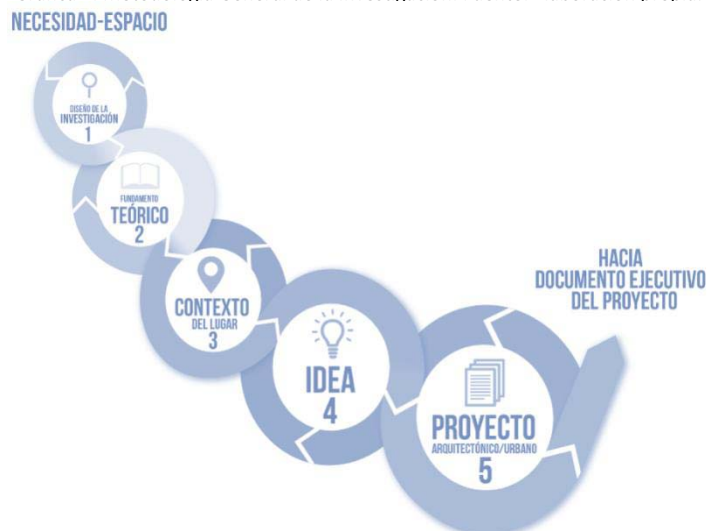 NECESIDAD-ESPACIO
DISEÑO DE LA
INVESTIGACIÓN
1
FUNDAMENTO
TEÓRICO
2
CONTEXTO
DEL LUGAR
3
IDEA
4
PROYECTO
ARQUITECTÓNICO/URBANO
5
HACIA
DOCUMENTO EJECUTIVO
DEL PROYECTO